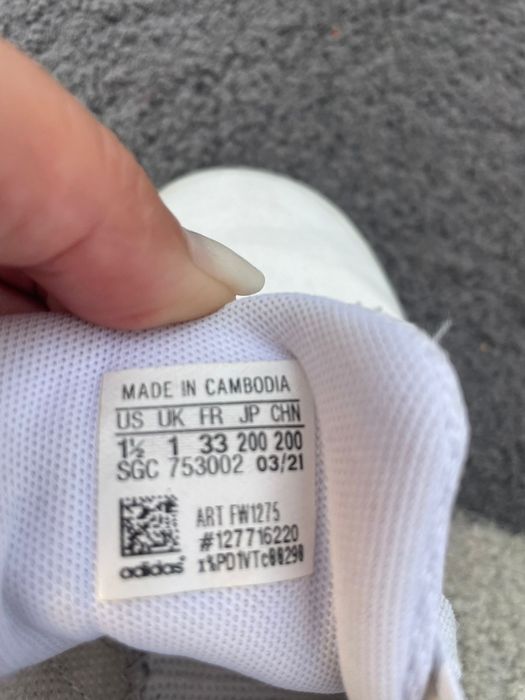 MADE IN CAMBODIA
US UK FR JP CHN
1½ 1 33 200 200
SGC 753002 03/21
ART FW1275
#127716220
adidas